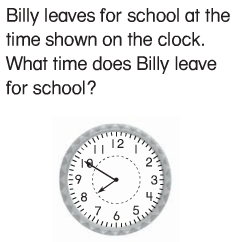 Billy leaves for school at the
time shown on the clock.
What time does Billy leave
for school?
12
11 1
10 2
9 3
8 4
7 5
6